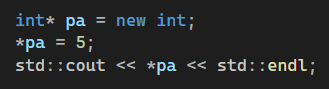 int* pa = new int;
*pa = 5;
std::cout << *pa << std::endl;